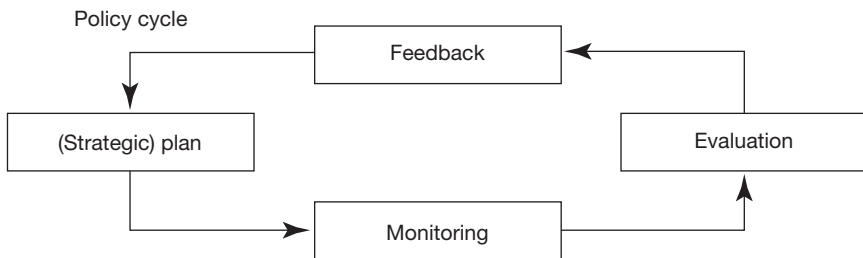 Policy cycle
Feedback
(Strategic) plan
Evaluation
Monitoring